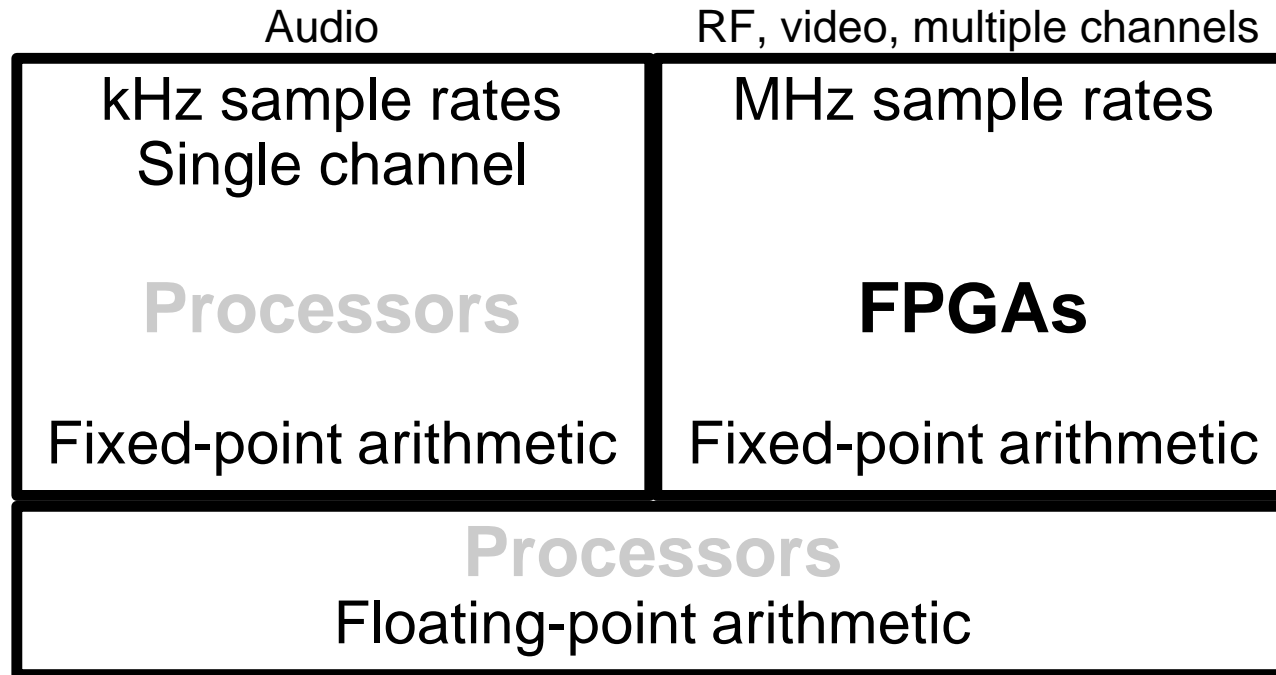 Audio
RF, video, multiple channels
kHz sample rates
Single channel
Processors
Fixed-point arithmetic
MHz sample rates
FPGAs
Fixed-point arithmetic
Processors
Floating-point arithmetic